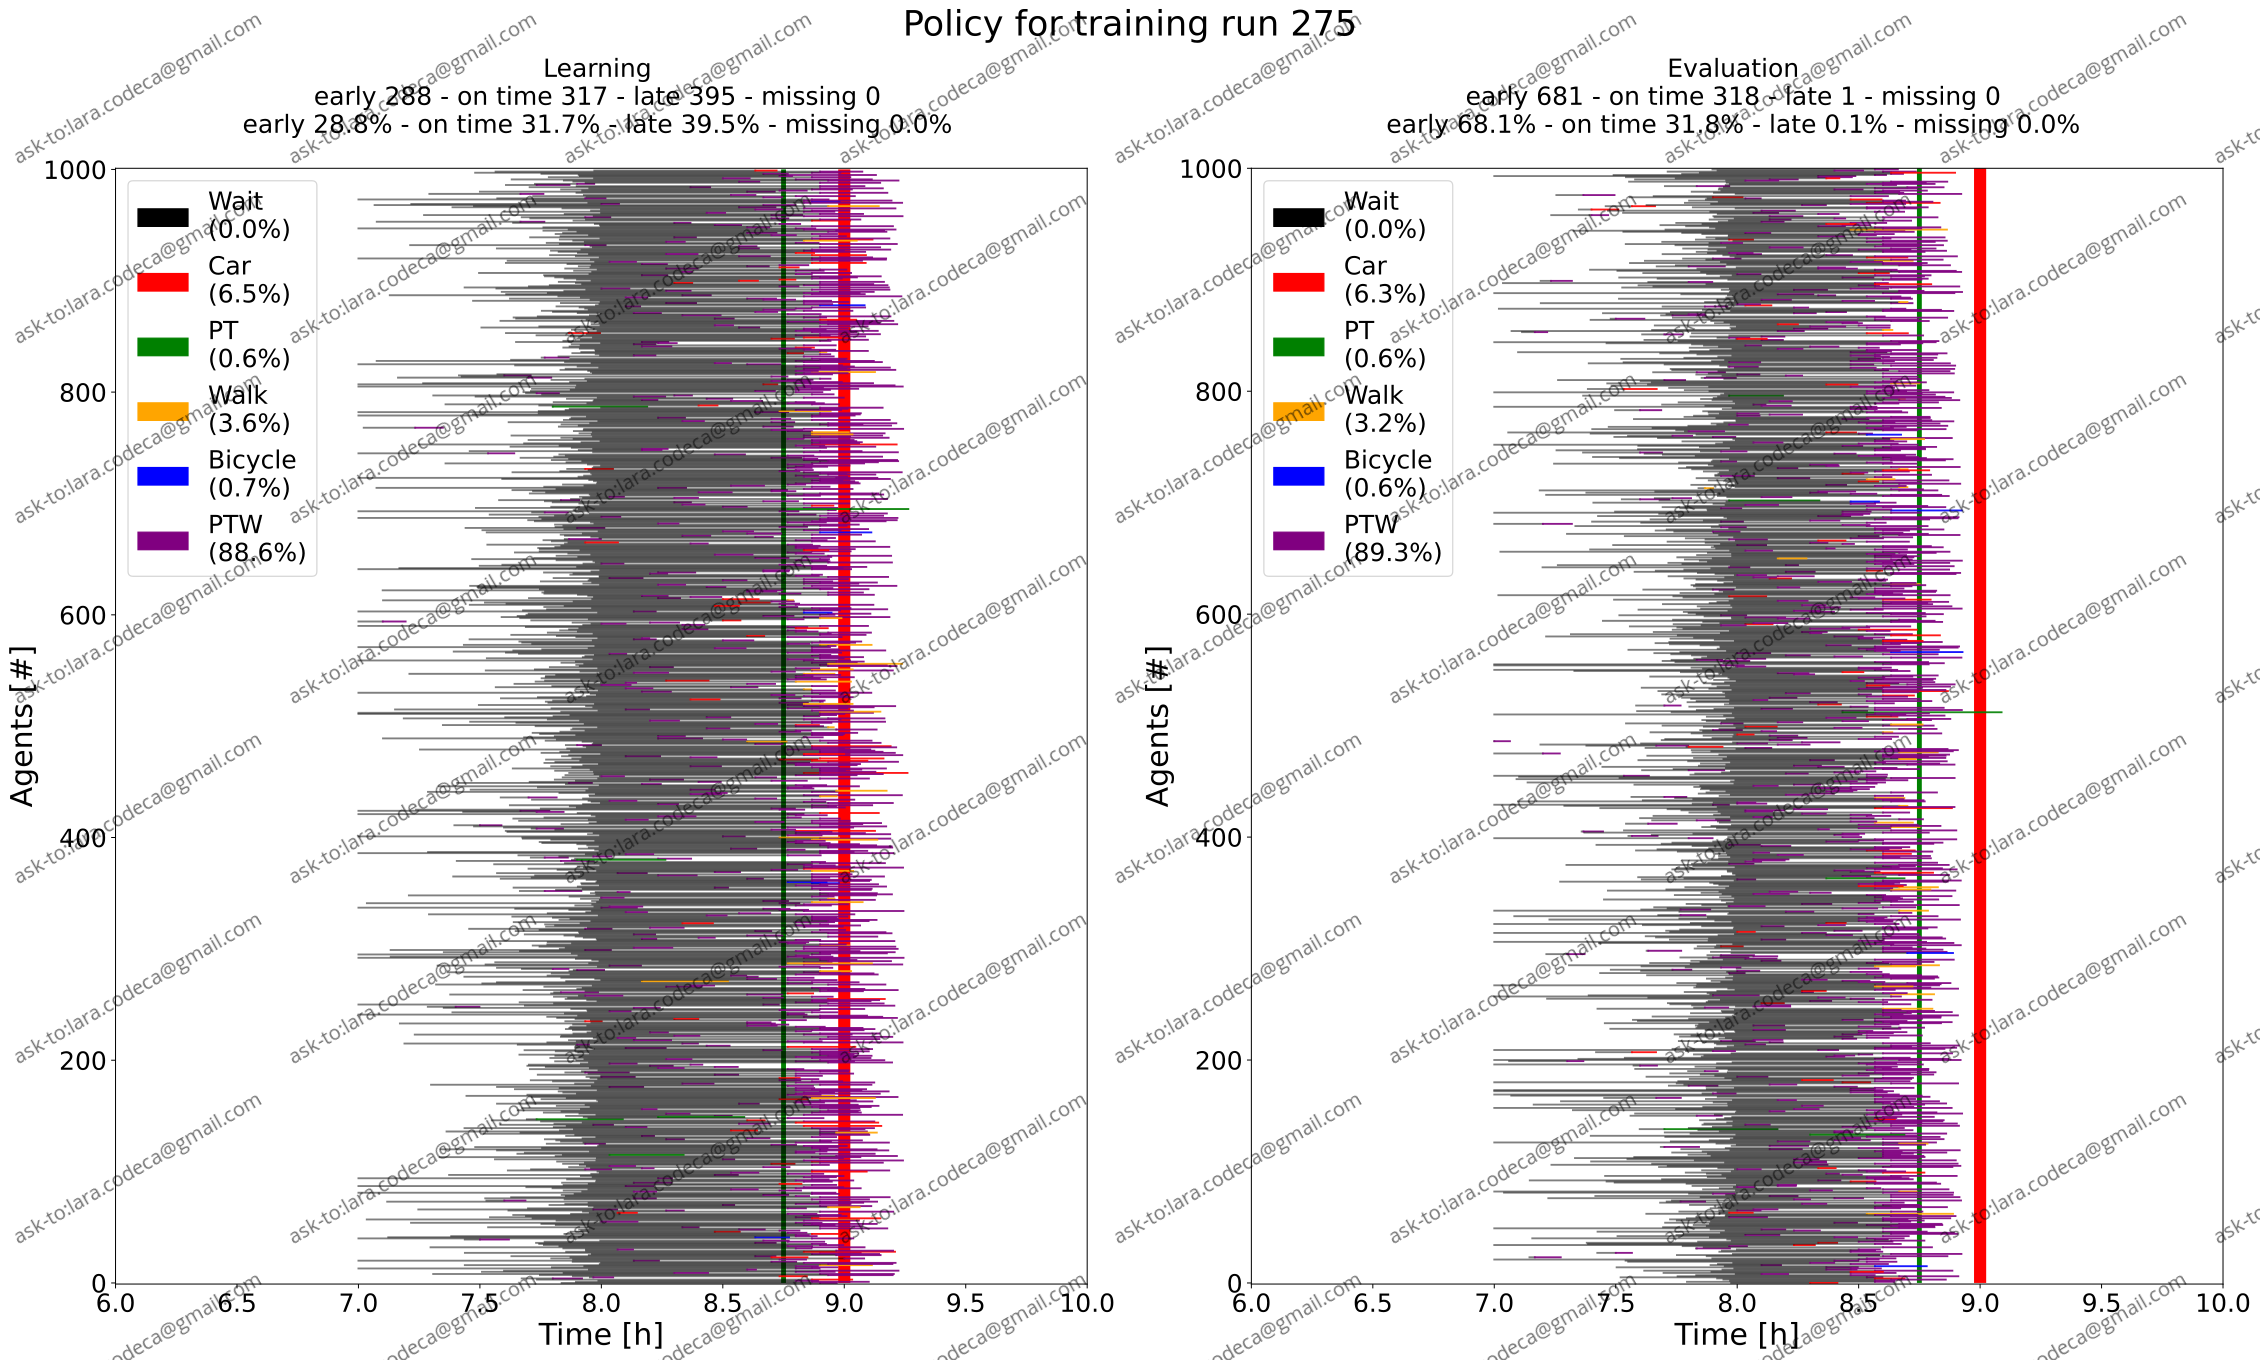 Policy for training run 275
Learning
early 288 - on time 317 - late 395 - missing 0
early 28.8% - on time 31.7% - late 39.5% - missing 0.0%
1000
800
600
400
200
0
Agents [#]
Wait
(0.0%)
Car
(6.5%)
PT
(0.6%)
Walk
(3.6%)
Bicycle
(0.7%)
PTW
(88.6%)
6.0 6.5 7.0 7.5 8.0 8.5 9.0 9.5 10.0
Time [h]
Evaluation
early 681 - on time 318 - late 1 - missing 0
early 68.1% - on time 31.8% - late 0.1% - missing 0.0%
1000
800
600
400
200
0
Agents [#]
Wait
(0.0%)
Car
(6.3%)
PT
(0.6%)
Walk
(3.2%)
Bicycle
(0.6%)
PTW
(89.3%)
6.0 6.5 7.0 7.5 8.0 8.5 9.0 9.5 10.0
Time [h]
ask-to:lara.codeca@gmail.com